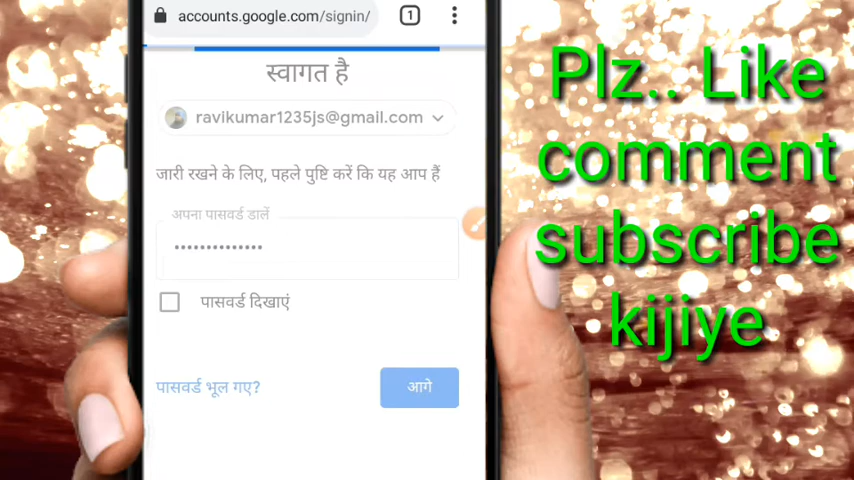 accounts.google.com/signin/ 1
स्वागत है
ravikumar1235js@gmail.com
जारी रखने के लिए, पहले पुष्टि करें कि यह आप हैं
अपना पासवर्ड डालें
••••••••••••••
पासवर्ड दिखाएं
पासवर्ड भूल गए?
आगे
Plz.. Like
comment
subscribe
kijiye